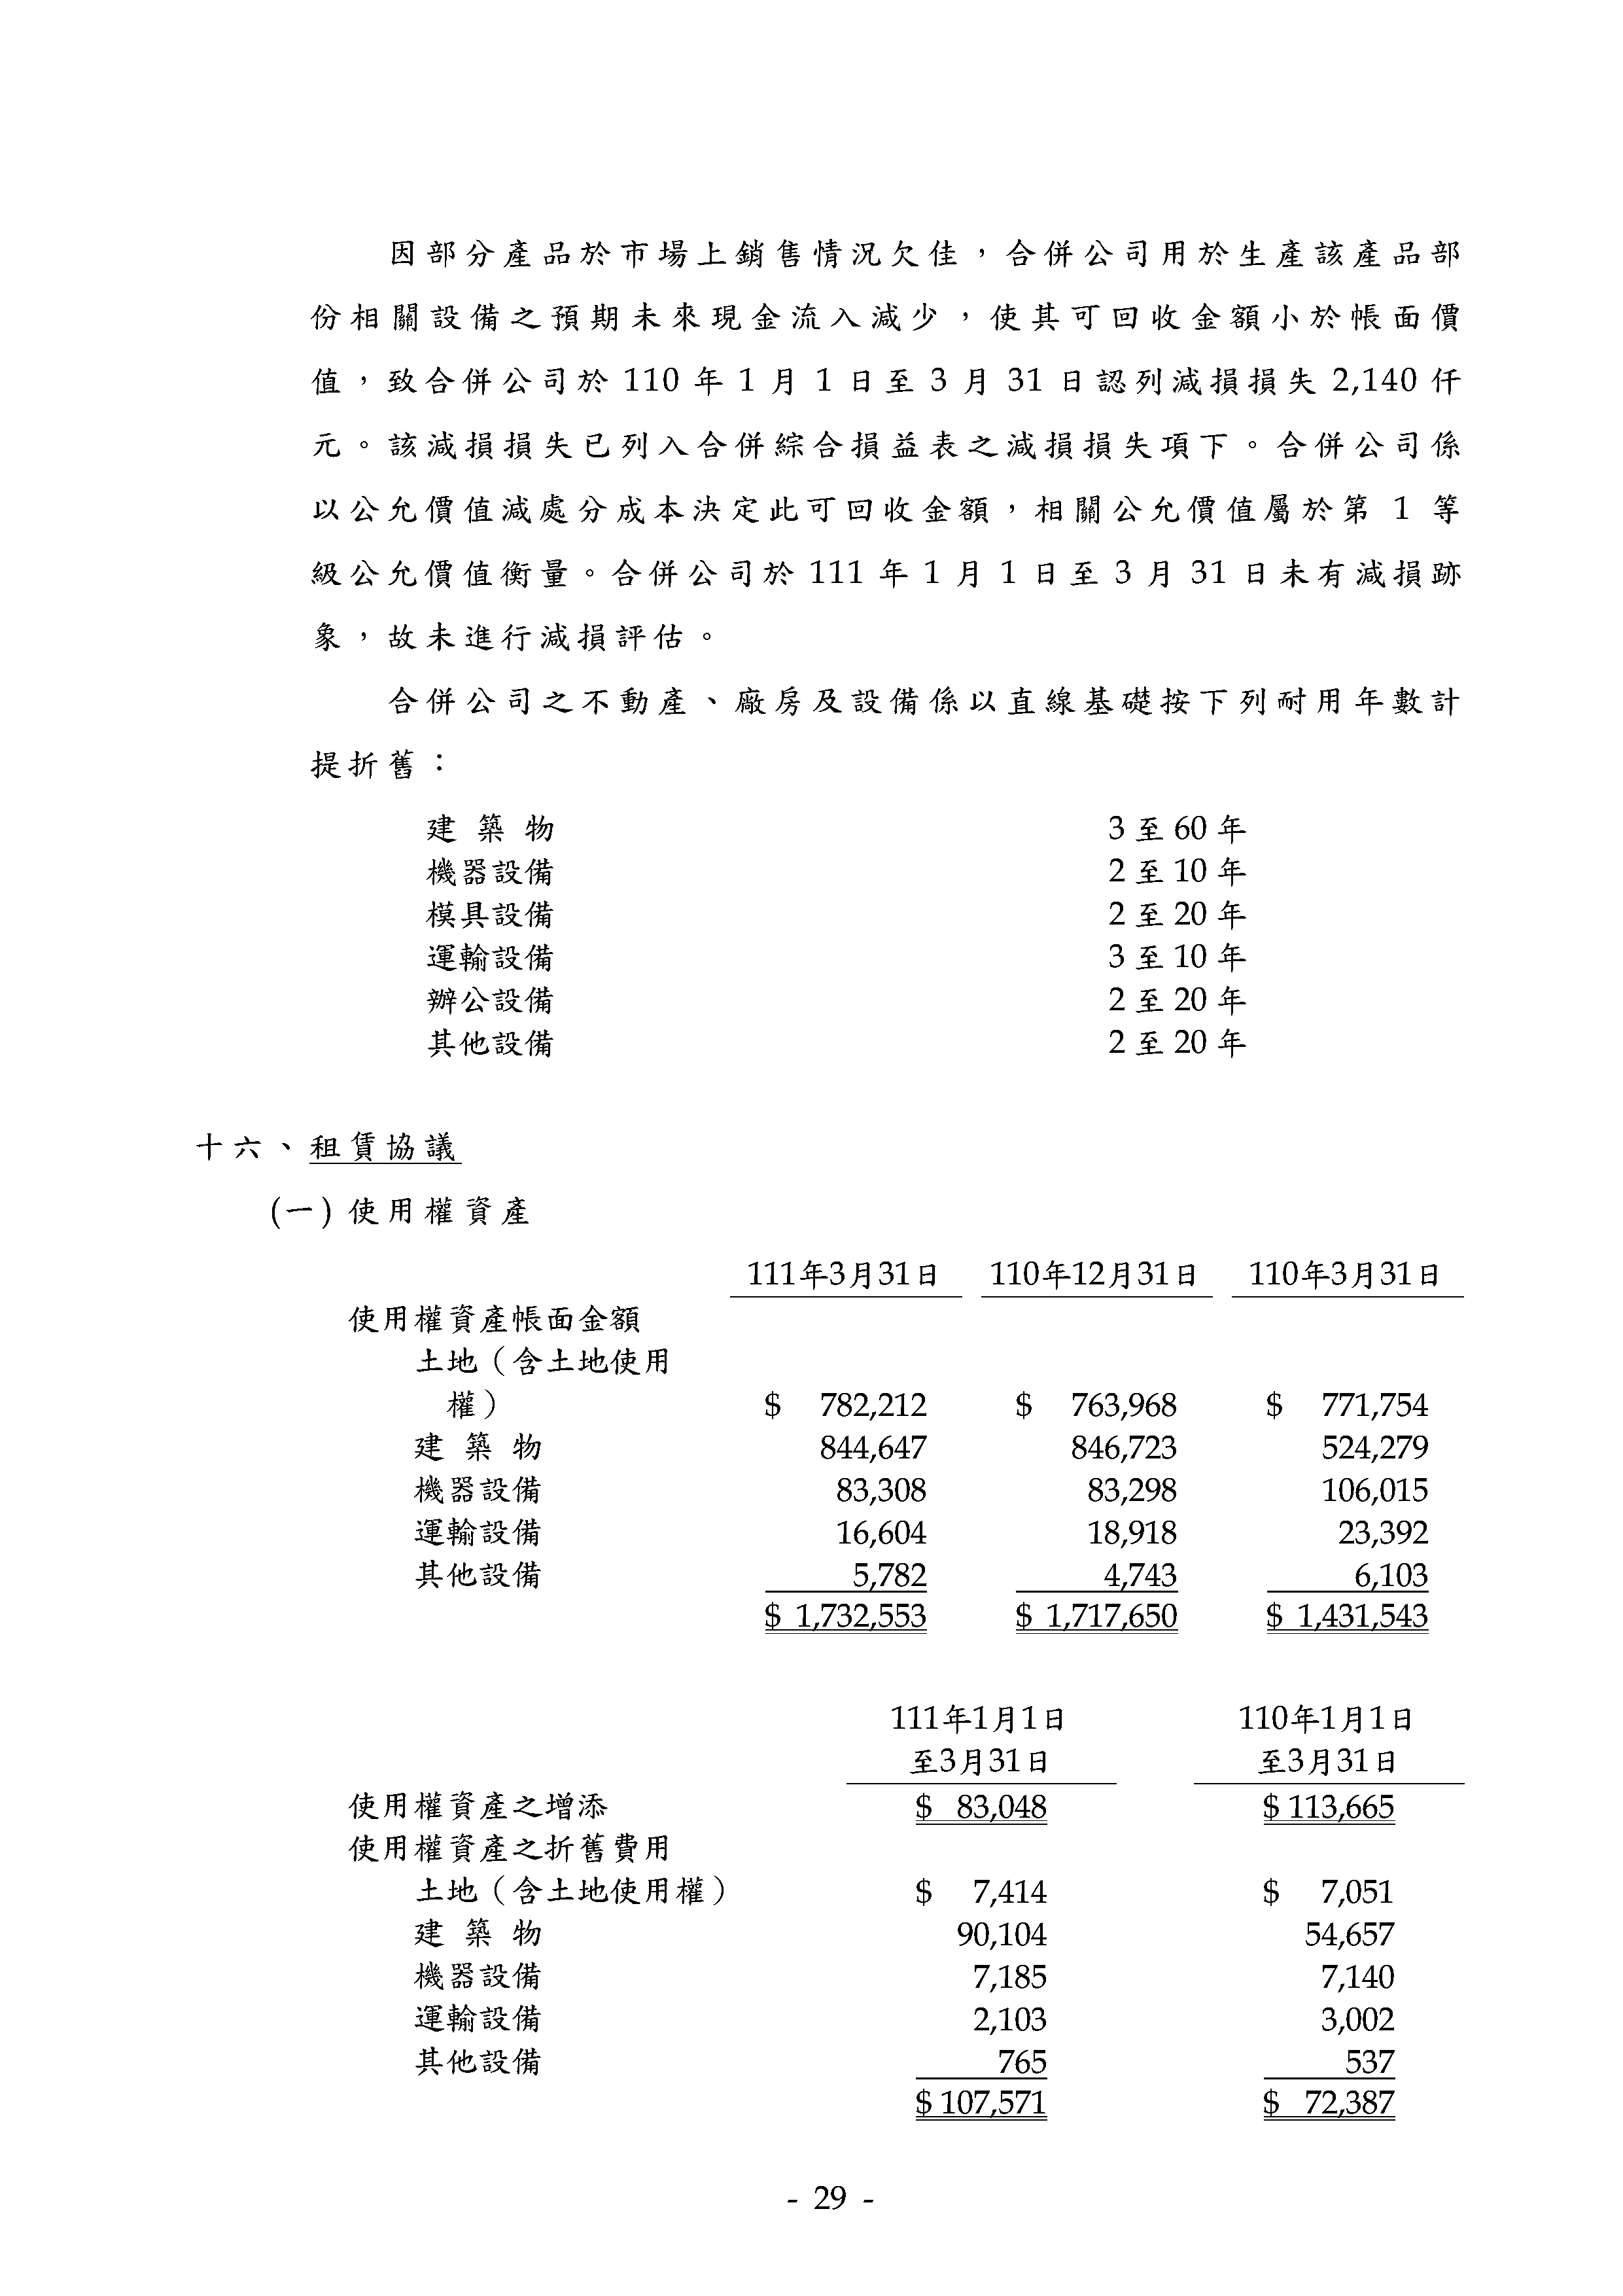 因部分產品於市場上銷售情況欠佳，合併公司用於生產該產品部
份相關設備之預期未來現金流入減少，使其可回收金額小於帳面價
值，致合併公司於 110 年 1 月 1 日至 3 月 31 日認列減損損失 2,140 仟
元。該減損損失已列入合併綜合損益表之減損損失項下。合併公司係
以公允價值減處分成本決定此可回收金額，相關公允價值屬於第 1 等
級公允價值衡量。合併公司於 111 年 1 月 1 日至 3 月 31 日未有減損跡
象，故未進行減損評估。
合併公司之不動產、廠房及設備係以直線基礎按下列耐用年數計
提折舊：
建築物 3 至 60 年
機器設備 2 至 10 年
模具設備 2 至 20 年
運輸設備 3 至 10 年
辦公設備 2 至 20 年
其他設備 2 至 20 年
十六、租賃協議
(一) 使用權資產
111年3月31日 110年12月31日 110年3月31日
使用權資產帳面金額
土地（含土地使用
權） $ 782,212 $ 763,968 $ 771,754
建築物 844,647 846,723 524,279
機器設備 83,308 83,298 106,015
運輸設備 16,604 18,918 23,392
其他設備 5,782 4,743 6,103
$ 1,732,553 $ 1,717,650 $ 1,431,543
111年1月1日 110年1月1日
至3月31日 至3月31日
使用權資產之增添 $ 83,048 $ 113,665
使用權資產之折舊費用
土地（含土地使用權） $ 7,414 $ 7,051
建築物 90,104 54,657
機器設備 7,185 7,140
運輸設備 2,103 3,002
其他設備 765 537
$ 107,571 $ 72,387
- 29 -